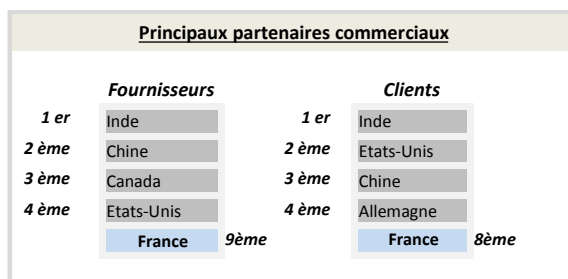 Principaux partenaires commerciaux
Fournisseurs Clients
1 er Inde 1 er Inde
2 ème Chine 2 ème Etats-Unis
3 ème Canada 3 ème Chine
4 ème Etats-Unis 4 ème Allemagne
France 9ème France 8ème